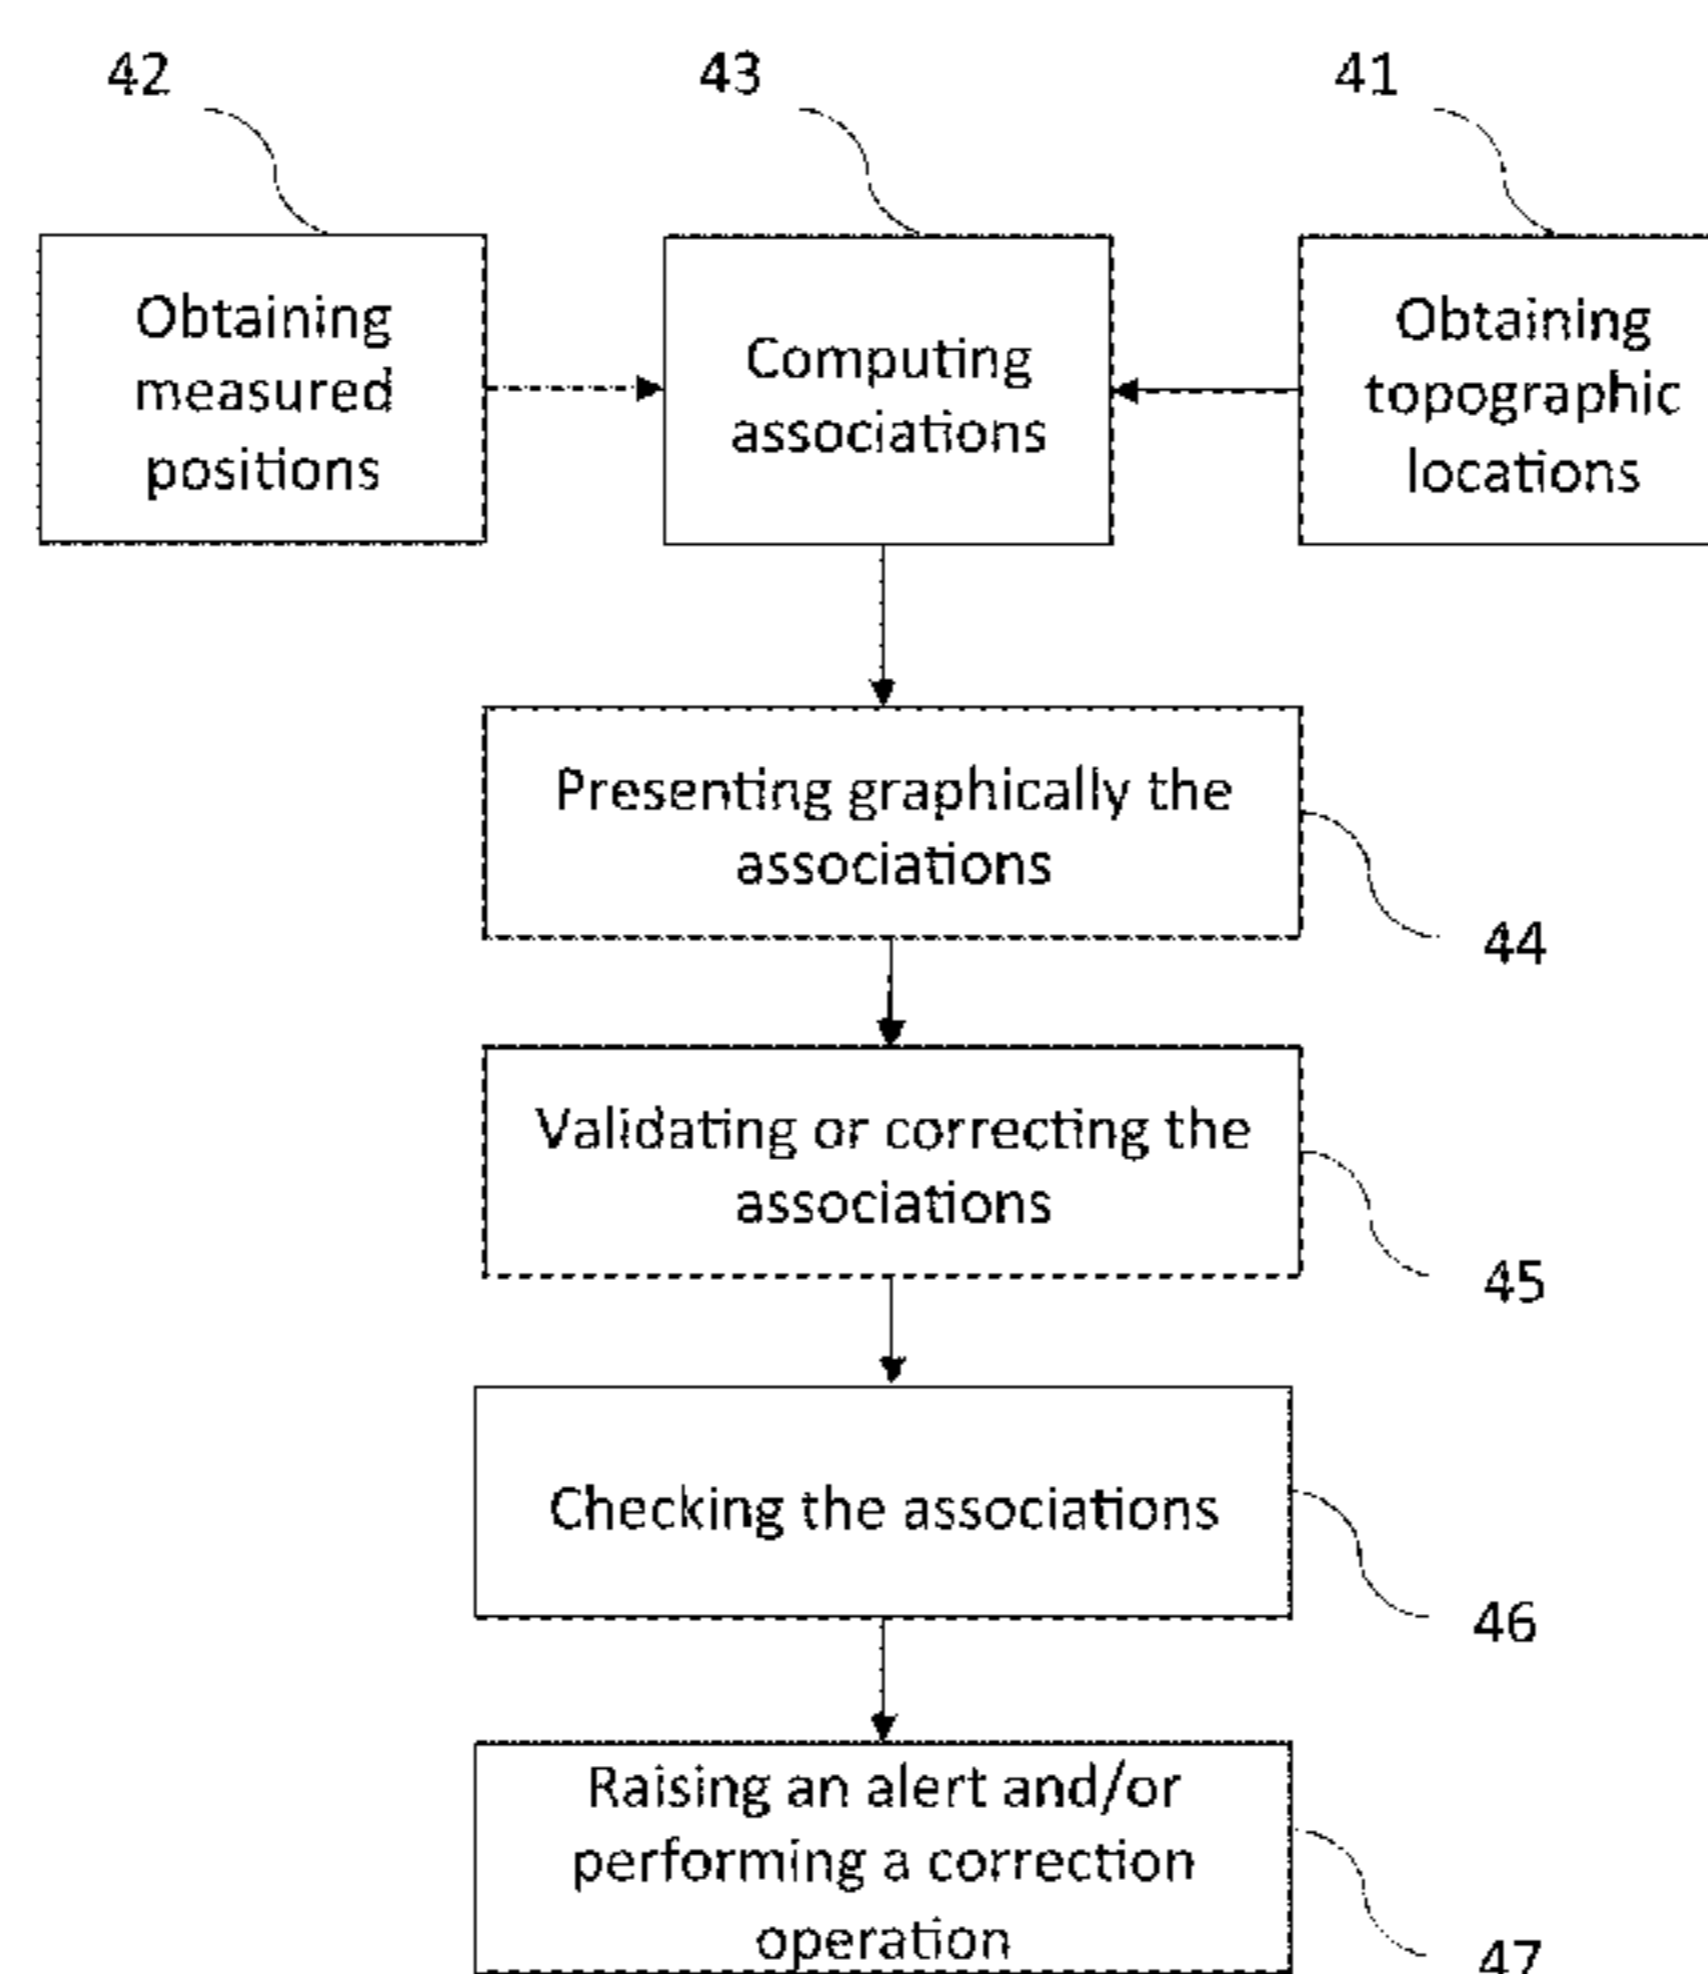 42
43
41
Obtaining
measured
positions
Computing
associations
Obtaining
topographic
locations
Presenting graphically the
associations
44
Validating or correcting the
associations
45
Checking the associations
46
Raising an alert and/or
performing a correction
operation
47